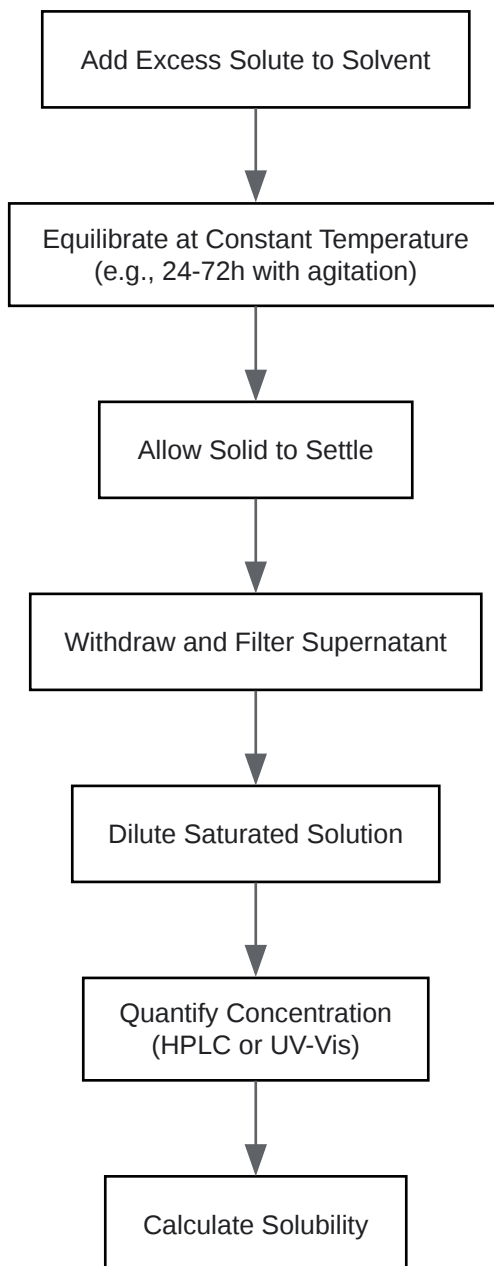 Add Excess Solute to Solvent
Equilibrate at Constant Temperature
(e.g., 24-72h with agitation)
Allow Solid to Settle
Withdraw and Filter Supernatant
Dilute Saturated Solution
Quantify Concentration
(HPLC or UV-Vis)
Calculate Solubility